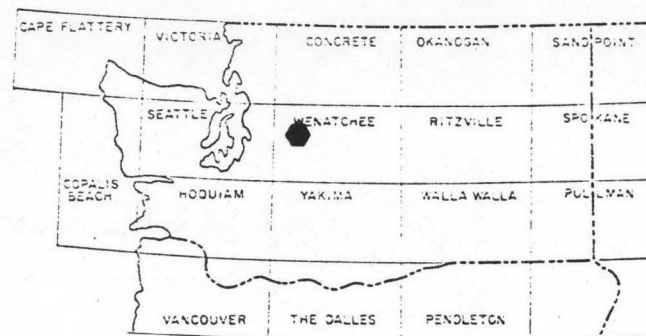 CAPE FLATTERY
VICTORIA
CONCRETE
OKANOGAN
SANDPOINT
SEATTLE
WENATCHEE
RITZVILLE
SPOKANE
COPALIS
BEACH
HOQUIAM
YAKIMA
WALLA WALLA
PULLMAN
VANCOUVER
THE DALLES
PENDLETON